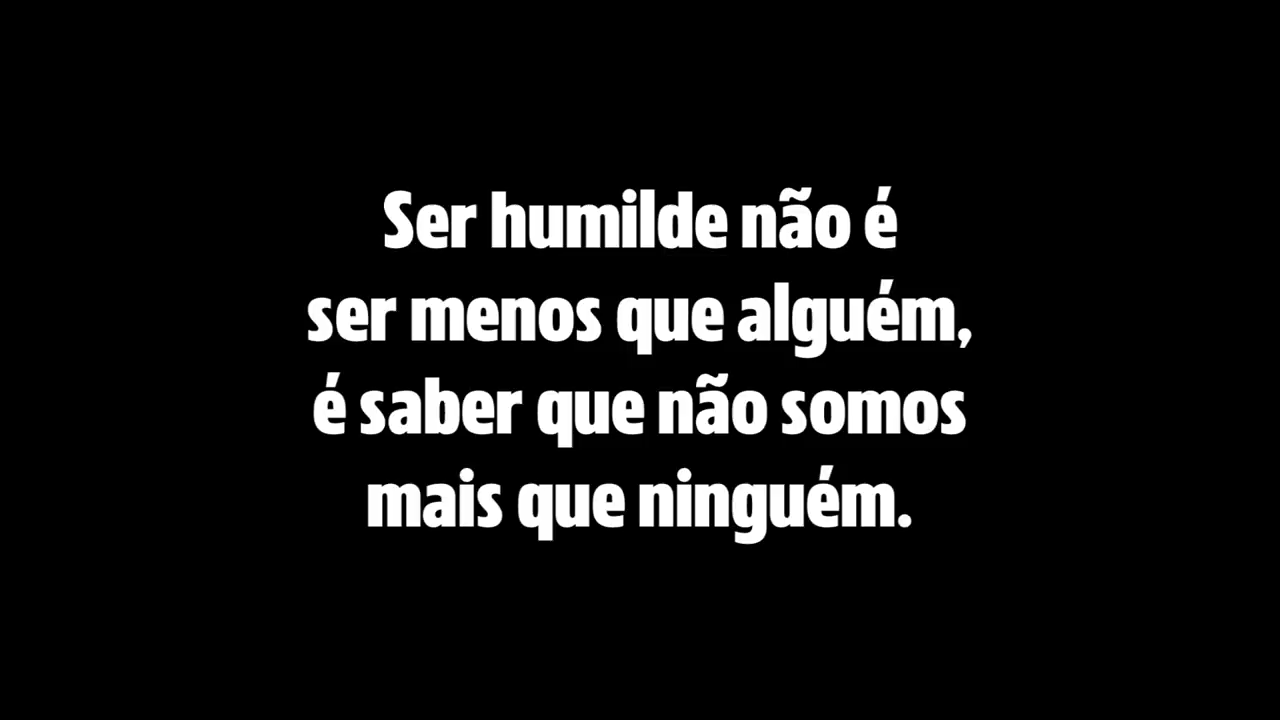 Ser humilde não é
ser menos que alguém,
é saber que não somos
mais que ninguém.